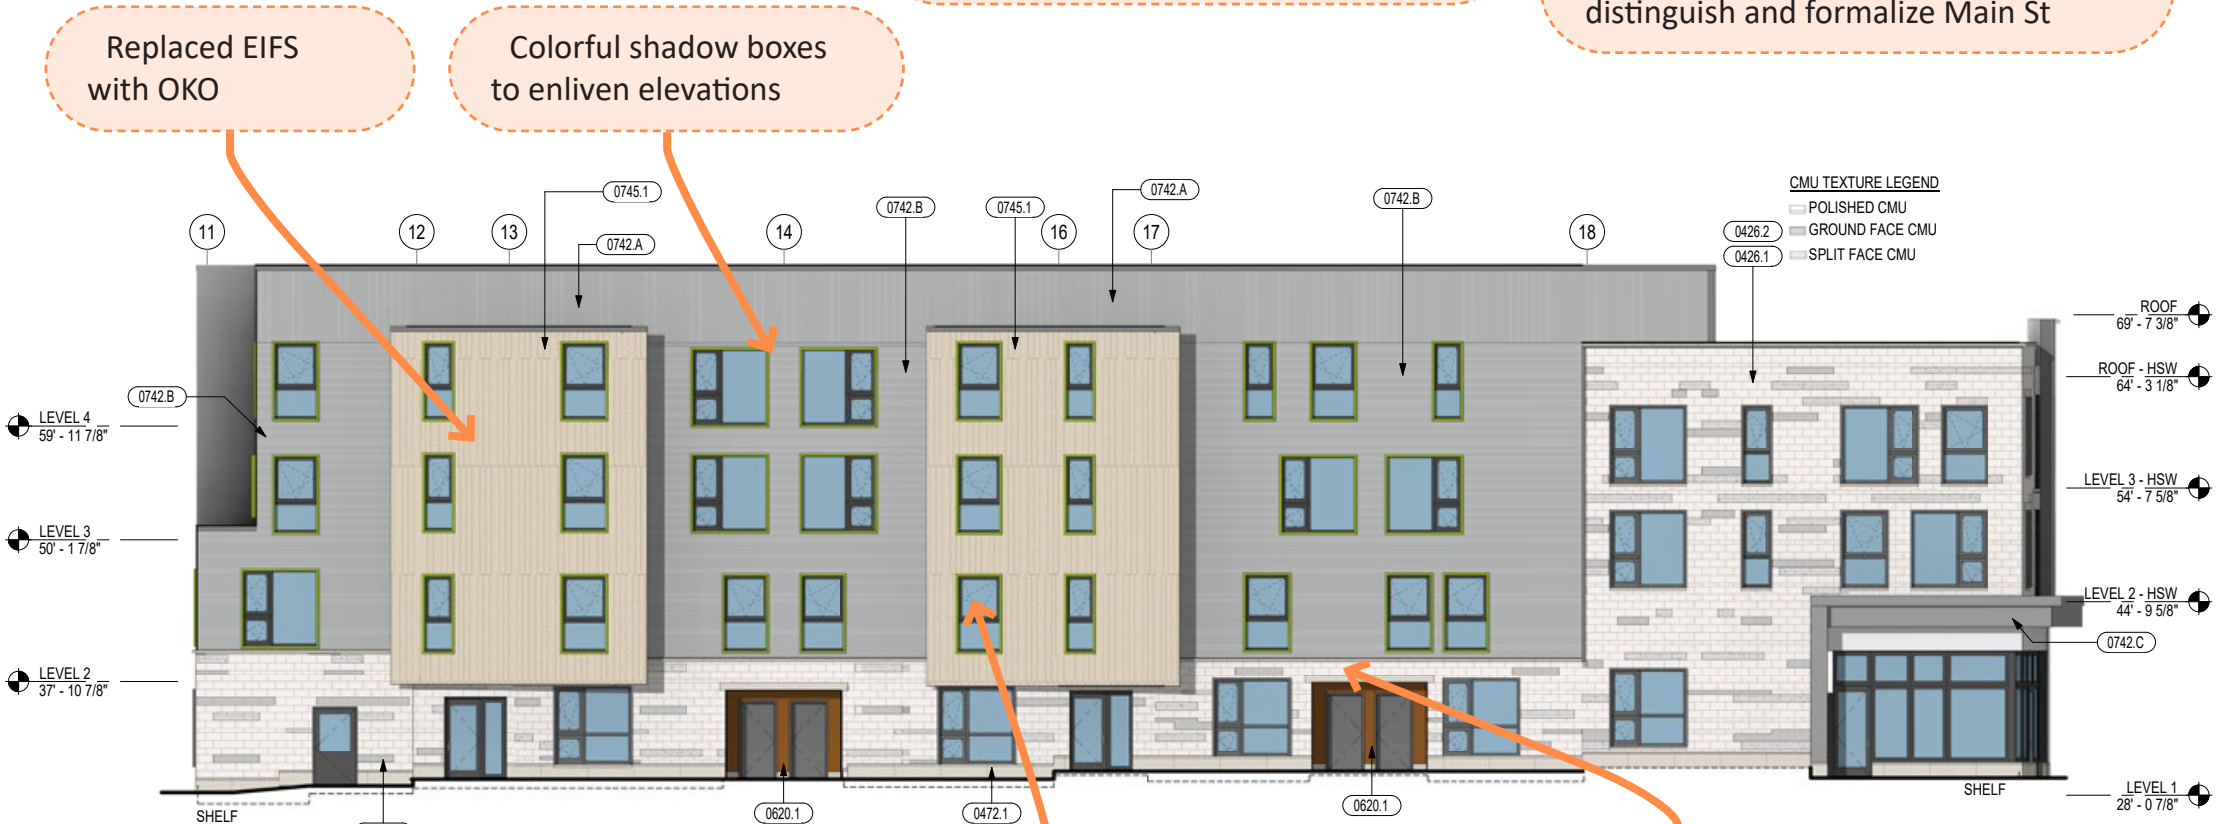 distinguish and formalize Main St
Replaced EIFS
with OKO
Colorful shadow boxes
to enliven elevations
CMU TEXTURE LEGEND
POLISHED CMU
GROUND FACE CMU
SPLIT FACE CMU
0426.2
0426.1
0745.1
0742.A
0742.B
0745.1
0742.A
0742.B
11
12
13
14
16
17
18
0742.A
0742.B
LEVEL 4
59' - 11 7/8"
LEVEL 3
50' - 1 7/8"
LEVEL 2
37' - 10 7/8"
ROOF
69' - 7 3/8"
ROOF - HSW
64' - 3 1/8"
LEVEL 3 - HSW
54' - 7 5/8"
LEVEL 2 - HSW
44' - 9 5/8"
0742.C
LEVEL 1
28' - 0 7/8"
SHELF
SHELF
0620.1
0472.1
0620.1